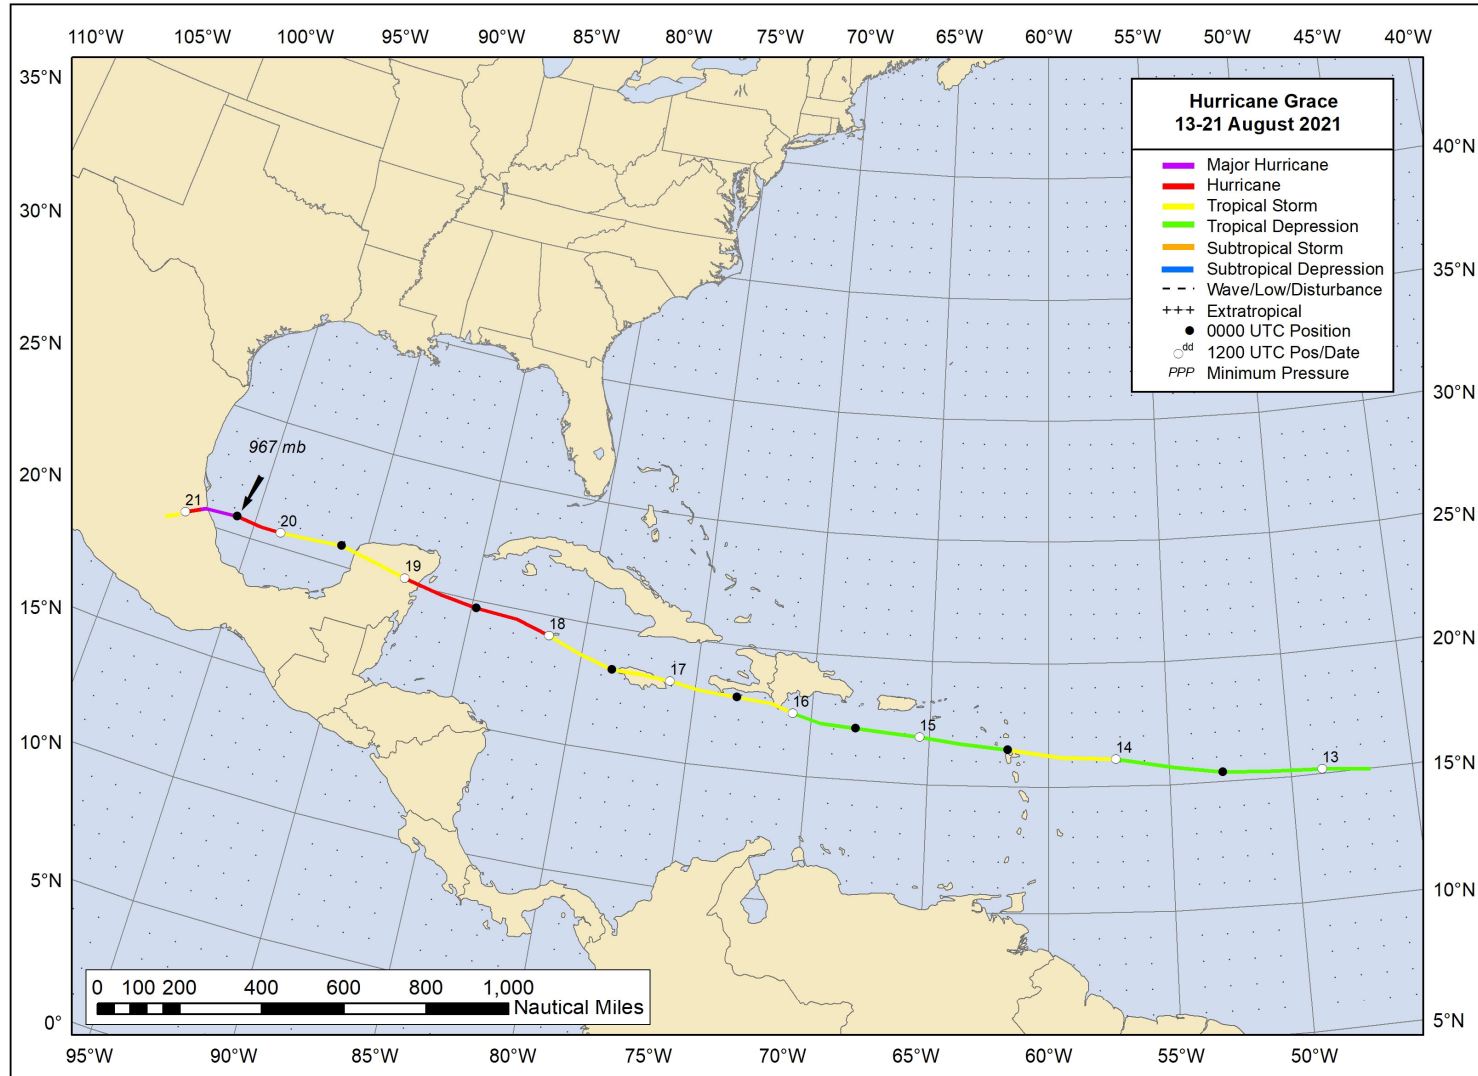 110°W 105°W 100°W 95°W 90°W 85°W 80°W 75°W 70°W 65°W 60°W 55°W 50°W 45°W 40°W
35°N
30°N
25°N
20°N
15°N
10°N
5°N
0°
40°N
35°N
30°N
25°N
20°N
15°N
10°N
5°N
Hurricane Grace
13-21 August 2021
Major Hurricane
Hurricane
Tropical Storm
Tropical Depression
Subtropical Storm
Subtropical Depression
Wave/Low/Disturbance
+++ Extratropical
0000 UTC Position
dd 1200 UTC Pos/Date
PPP Minimum Pressure
967 mb
21
20
19
18
17
16
15
14
13
0 100 200 400 600 800 1,000
Nautical Miles
95°W 90°W 85°W 80°W 75°W 70°W 65°W 60°W 55°W 50°W